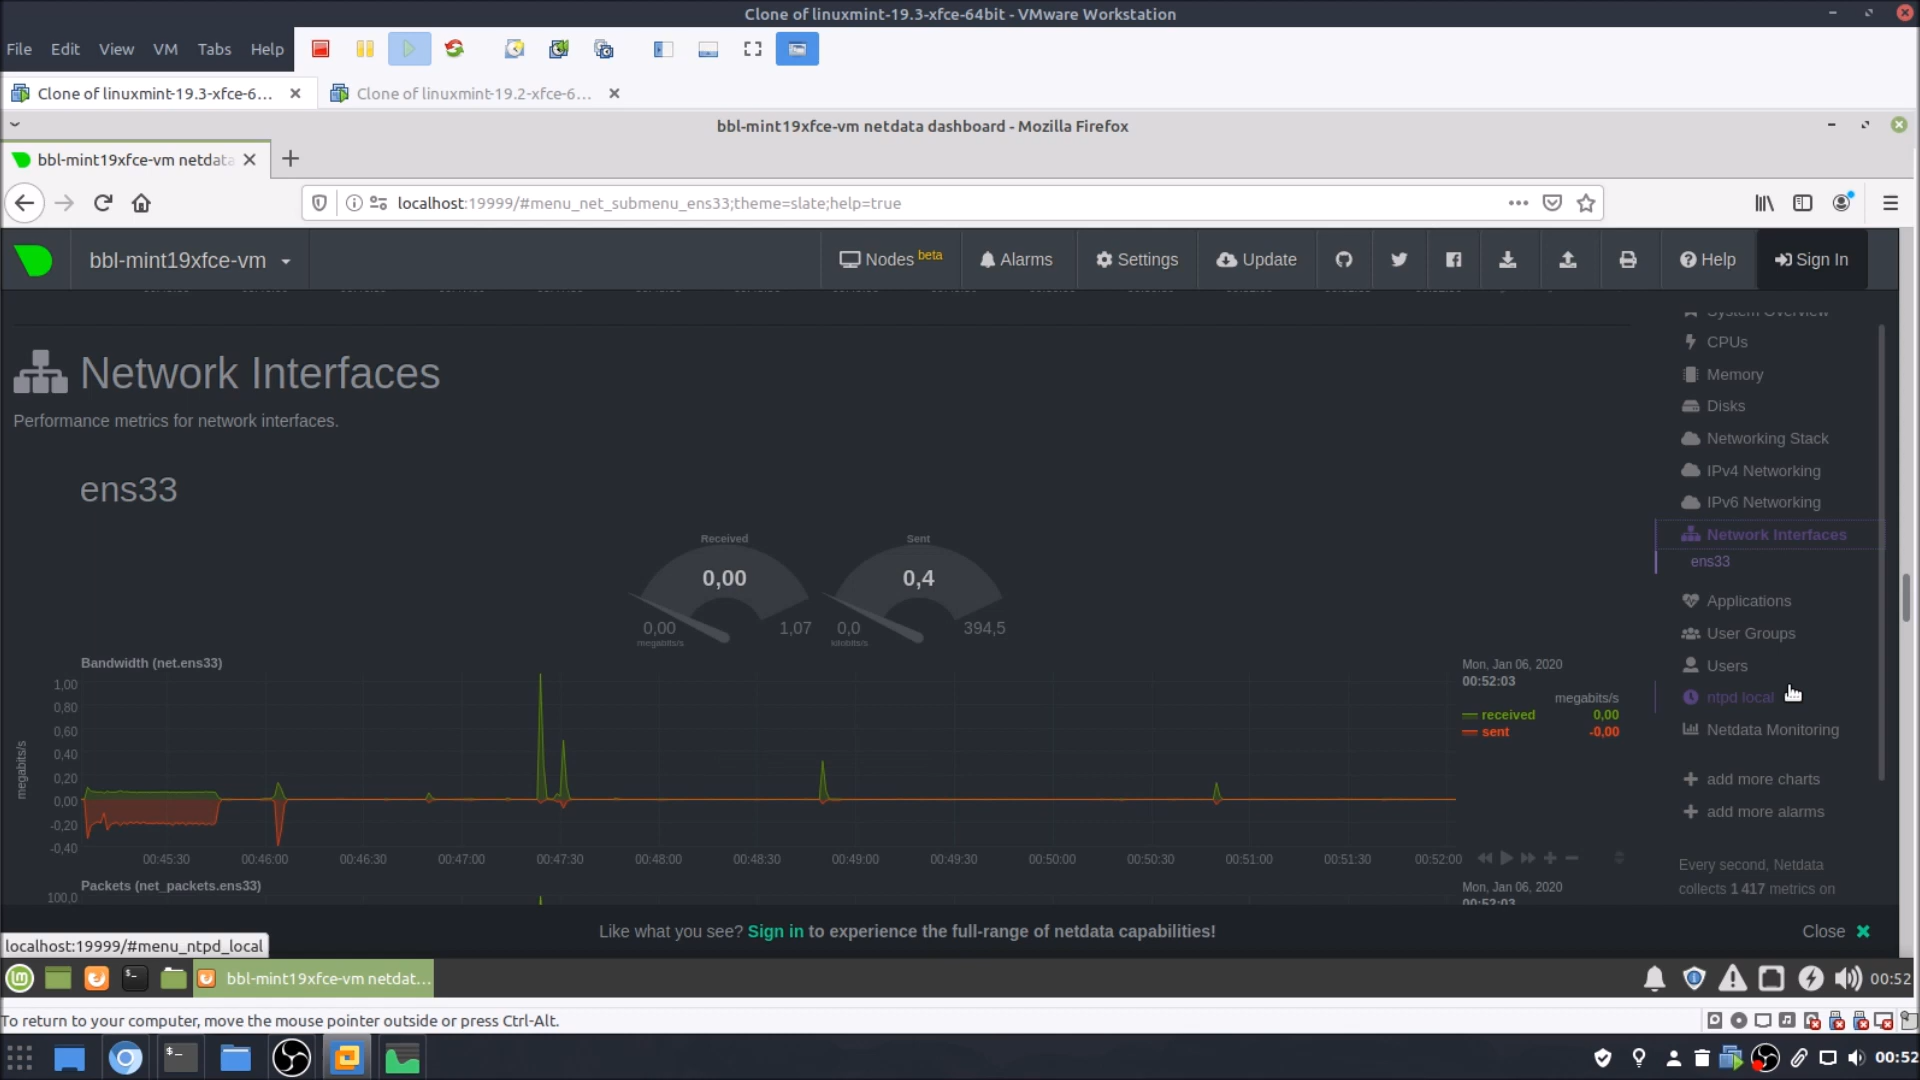 Clone of linuxmint-19.3-xfce-64bit - VMware Workstation
File Edit View VM Tabs Help
Clone of linuxmint-19.3-xfce-6... Clone of linuxmint-19.2-xfce-6...
bbl-mint19xfce-vm netdata dashboard - Mozilla Firefox
bbl-mint19xfce-vm netdata
localhost:19999/#menu_net_submenu_ens33;theme=slate;help=true
bbl-mint19xfce-vm Nodes beta Alarms Settings Update Help Sign In
System Overview
CPUs
Memory
Disks
Networking Stack
IPv4 Networking
IPv6 Networking
Network Interfaces
ens33
Applications
User Groups
Users
ntpd local
Netdata Monitoring
add more charts
add more alarms
Every second, Netdata
collects 1 417 metrics on
Network Interfaces
Performance metrics for network interfaces.
ens33
Received Sent
0,00 0,4
0,00 1,07 0,0 394,5
megabits/s kilobits/s
Bandwidth (net.ens33)
Mon, Jan 06, 2020
00:52:03
megabits/s
received 0,00
sent -0,00
megabits/s
1,00
0,80
0,60
0,40
0,20
0,00
-0,20
-0,40
00:45:30 00:46:00 00:46:30 00:47:00 00:47:30 00:48:00 00:48:30 00:49:00 00:49:30 00:50:00 00:50:30 00:51:00 00:51:30 00:52:00
Packets (net_packets.ens33)
Mon, Jan 06, 2020
00:52:03
100,0
Like what you see? Sign in to experience the full-range of netdata capabilities!
Close
localhost:19999/#menu_ntpd_local
bbl-mint19xfce-vm netdat...
00:52
To return to your computer, move the mouse pointer outside or press Ctrl-Alt.
00:52